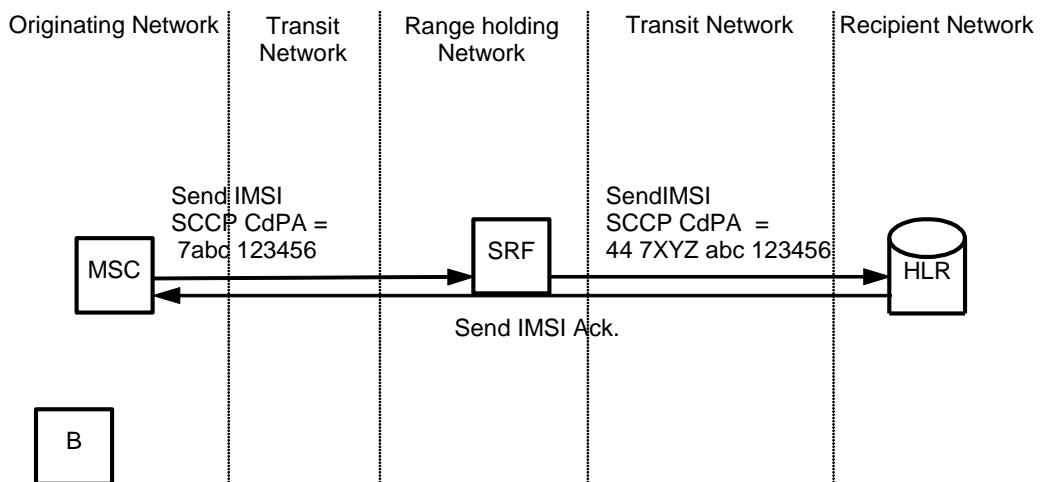 Originating Network
Transit
Network
Range holding
Network
Transit Network
Recipient Network
Send IMSI
SCCP CdPA =
7abc 123456
SendIMSI
SCCP CdPA =
44 7XYZ abc 123456
MSC
SRF
HLR
Send IMSI Ack.
B